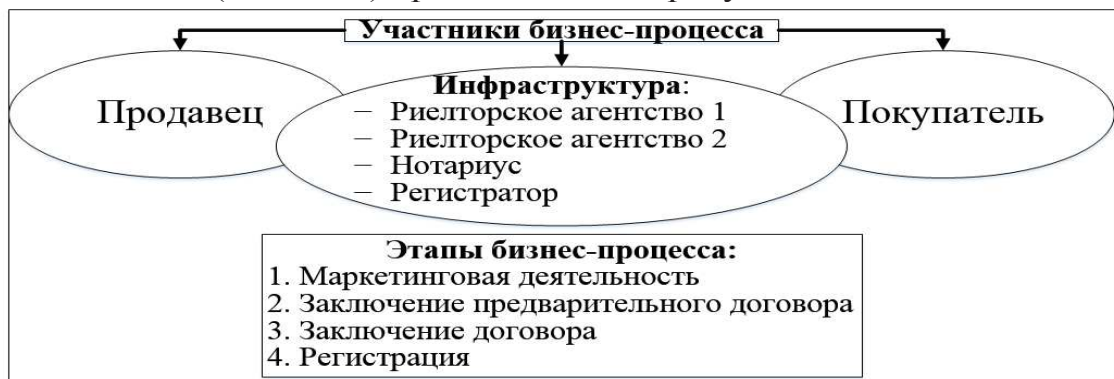 Участники бизнес-процесса
Продавец
Инфраструктура:
– Риелторское агентство 1
– Риелторское агентство 2
– Нотариус
– Регистратор
Покупатель
Этапы бизнес-процесса:
1. Маркетинговая деятельность
2. Заключение предварительного договора
3. Заключение договора
4. Регистрация